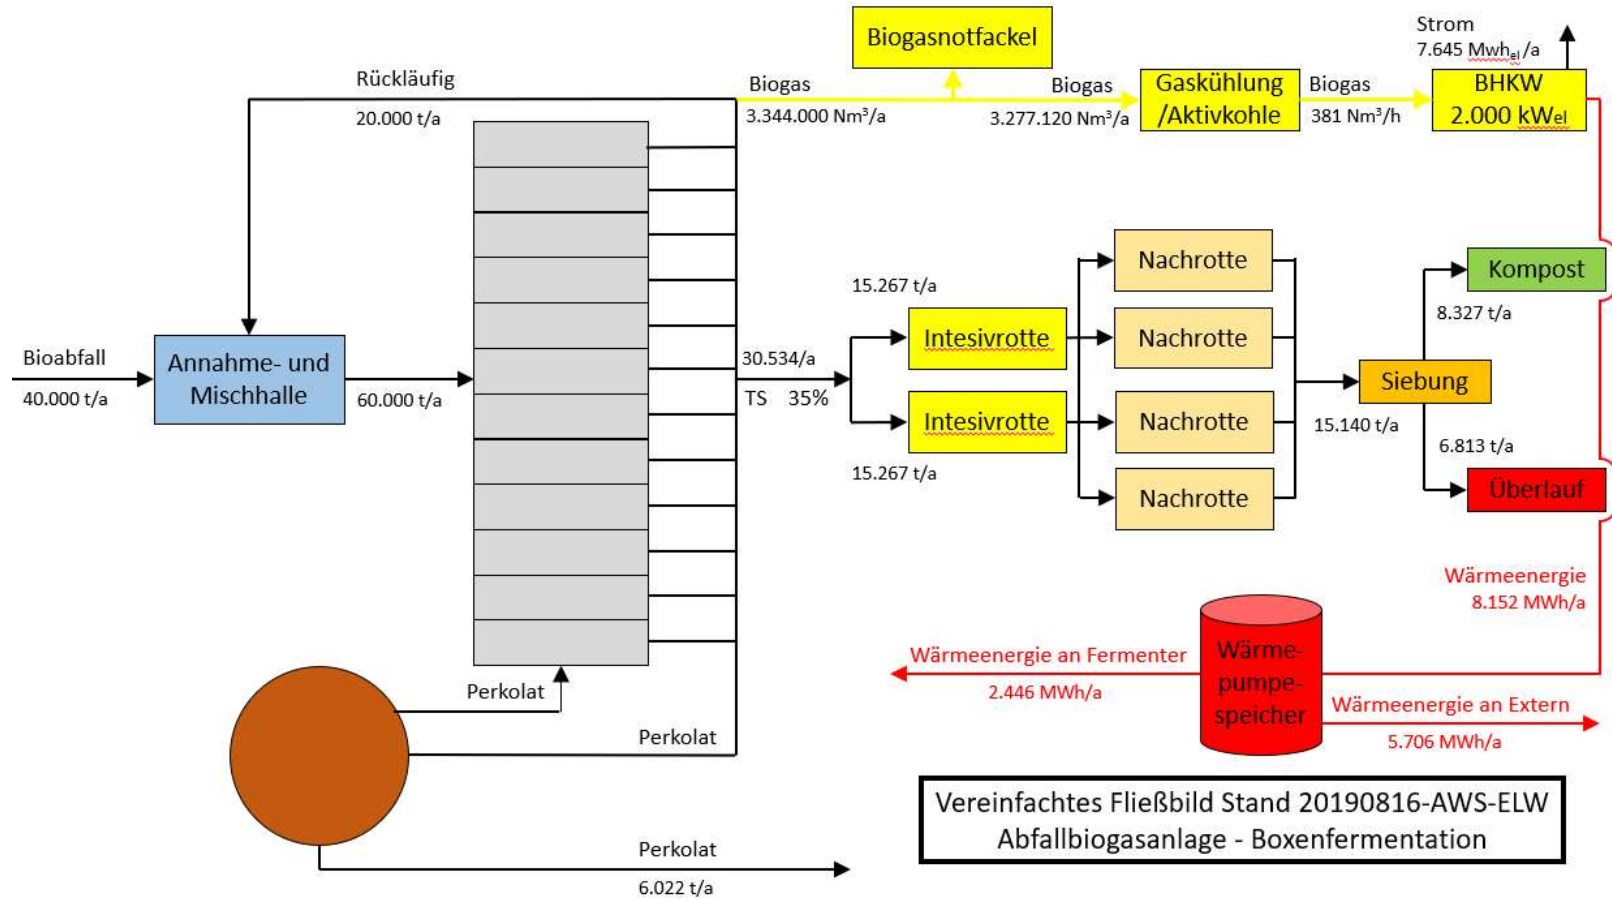 Strom
7.645 Mwhel/a
Biogasnotfackel
Rückläufig
20.000 t/a
Biogas
3.344.000 Nm³/a
Biogas
3.277.120 Nm³/a
Gaskühlung
/Aktivkohle
Biogas
381 Nm³/h
BHKW
2.000 kWel
Bioabfall
40.000 t/a
Annahme- und
Mischhalle
60.000 t/a
30.534/a
TS 35%
15.267 t/a
Intesivrotte
Intesivrotte
15.267 t/a
Nachrotte
Nachrotte
Nachrotte
Nachrotte
15.140 t/a
Siebung
Kompost
8.327 t/a
6.813 t/a
Überlauf
Wärmeenergie
8.152 MWh/a
Wärmeenergie an Fermenter
2.446 MWh/a
Wärme-
pumpe-
speicher
Wärmeenergie an Extern
5.706 MWh/a
Perkolat
Perkolat
Perkolat
6.022 t/a
Vereinfachtes Fließbild Stand 20190816-AWS-ELW
Abfallbiogasanlage - Boxenfermentation